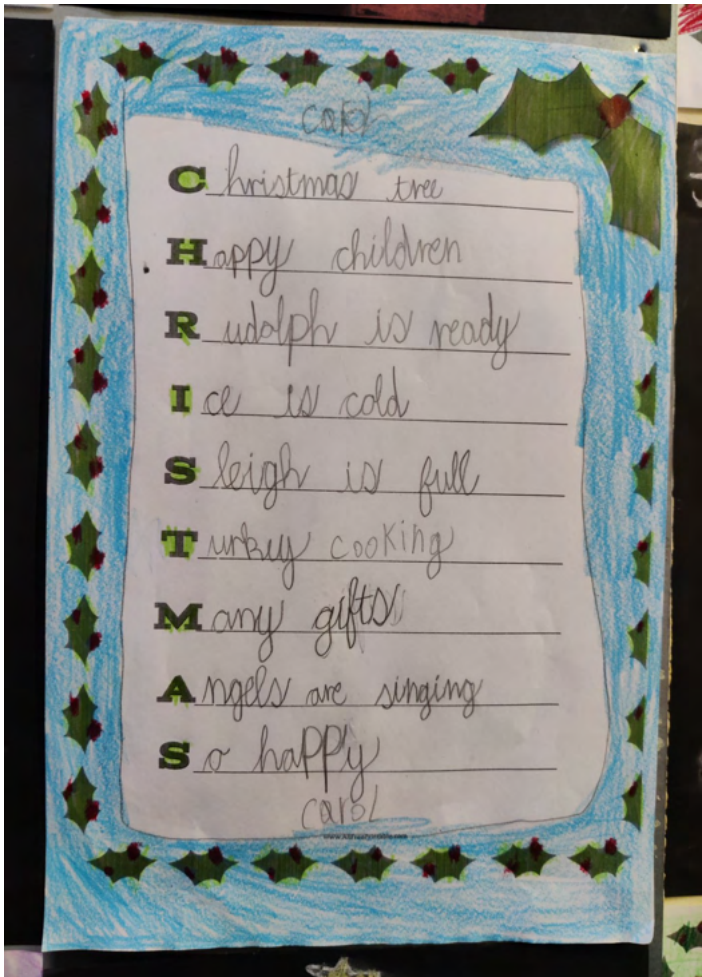 carol
Christmas tree
Happy children
Rudolph is ready
Ice is cold
Sleigh is full
Turkey cooking
Many gifts
Angels are singing
So happy
carol